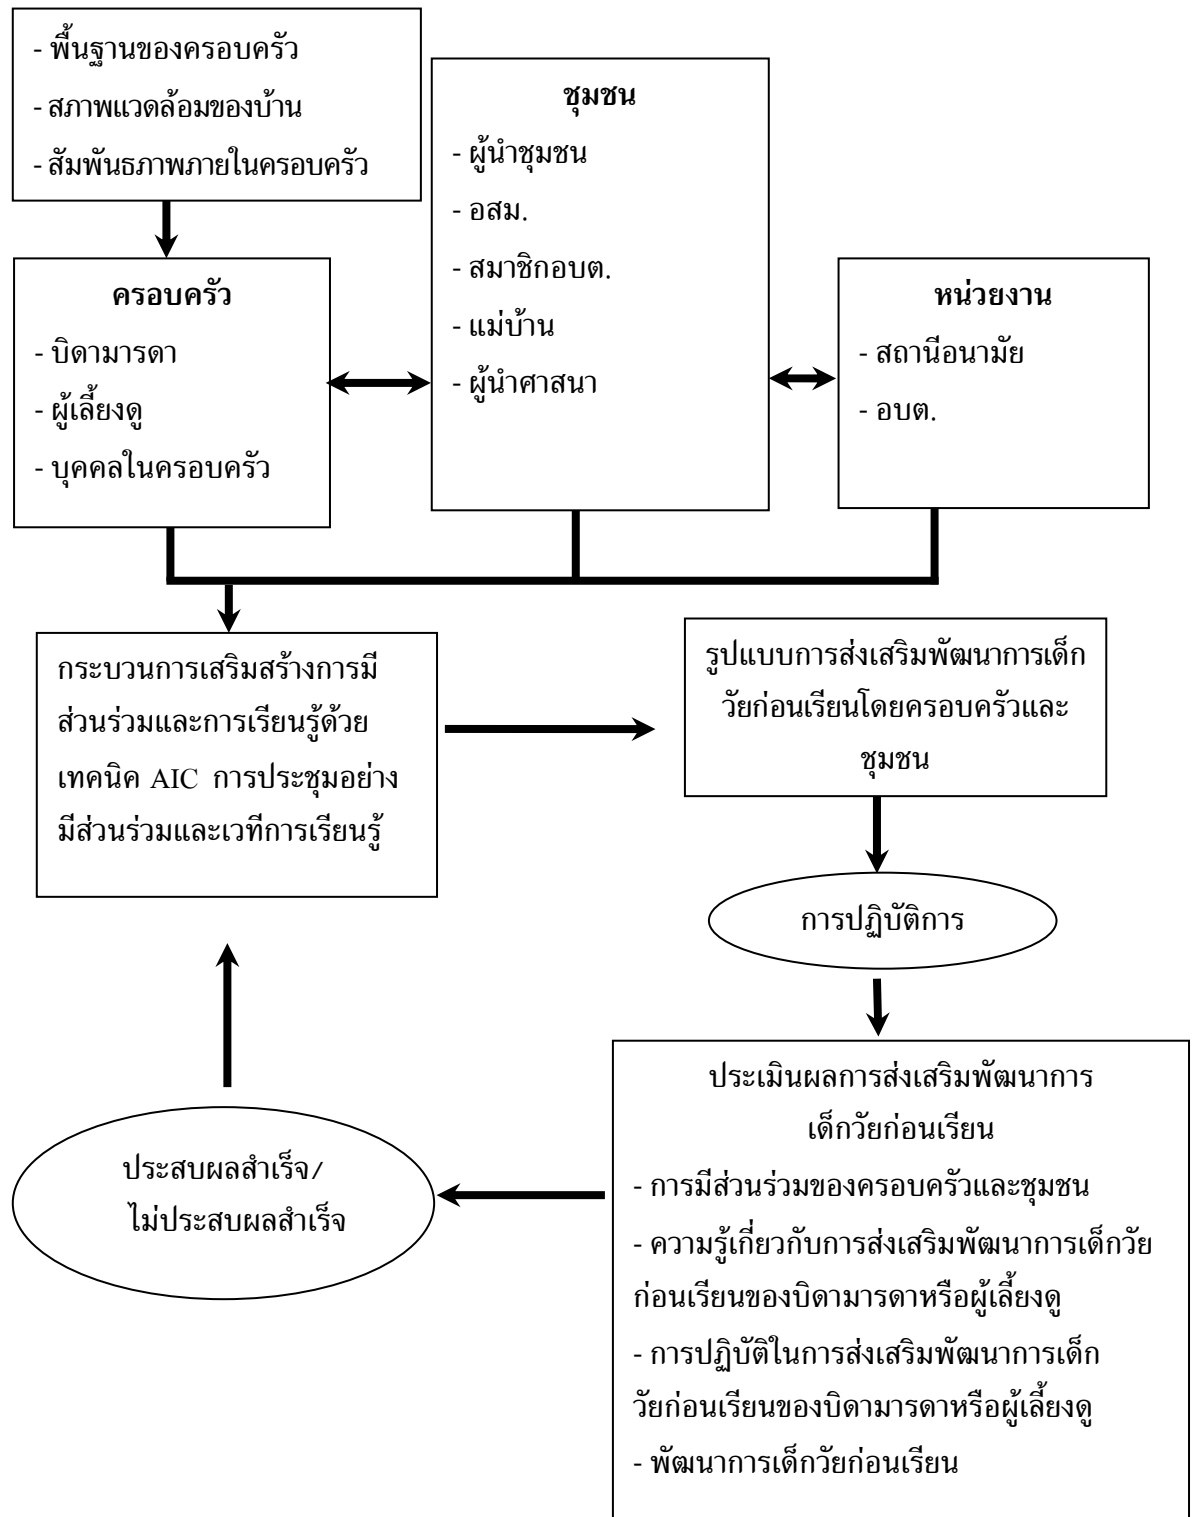 - พื้นฐานของครอบครัว
- สภาพแวดล้อมของบ้าน
- สัมพันธภาพภายในครอบครัว
ครอบครัว
- บิดามารดา
- ผู้เลี้ยงดู
- บุคคลในครอบครัว
ชุมชน
- ผู้นำชุมชน
- อสม.
- สมาชิกอบต.
- แม่บ้าน
- ผู้นำศาสนา
หน่วยงาน
- สถานีอนามัย
- อบต.
กระบวนการเสริมสร้างการมี
ส่วนร่วมและการเรียนรู้ด้วย
เทคนิค AIC การประชุมอย่าง
มีส่วนร่วมและเวทีการเรียนรู้
รูปแบบการส่งเสริมพัฒนาการเด็ก
วัยก่อนเรียนโดยครอบครัวและ
ชุมชน
การปฏิบัติการ
ประเมินผลการส่งเสริมพัฒนาการ
เด็กวัยก่อนเรียน
- การมีส่วนร่วมของครอบครัวและชุมชน
- ความรู้เกี่ยวกับการส่งเสริมพัฒนาการเด็กวัย
ก่อนเรียนของบิดามารดาหรือผู้เลี้ยงดู
- การปฏิบัติในการส่งเสริมพัฒนาการเด็ก
วัยก่อนเรียนของบิดามารดาหรือผู้เลี้ยงดู
- พัฒนาการเด็กวัยก่อนเรียน
ประสบผลสำเร็จ/
ไม่ประสบผลสำเร็จ